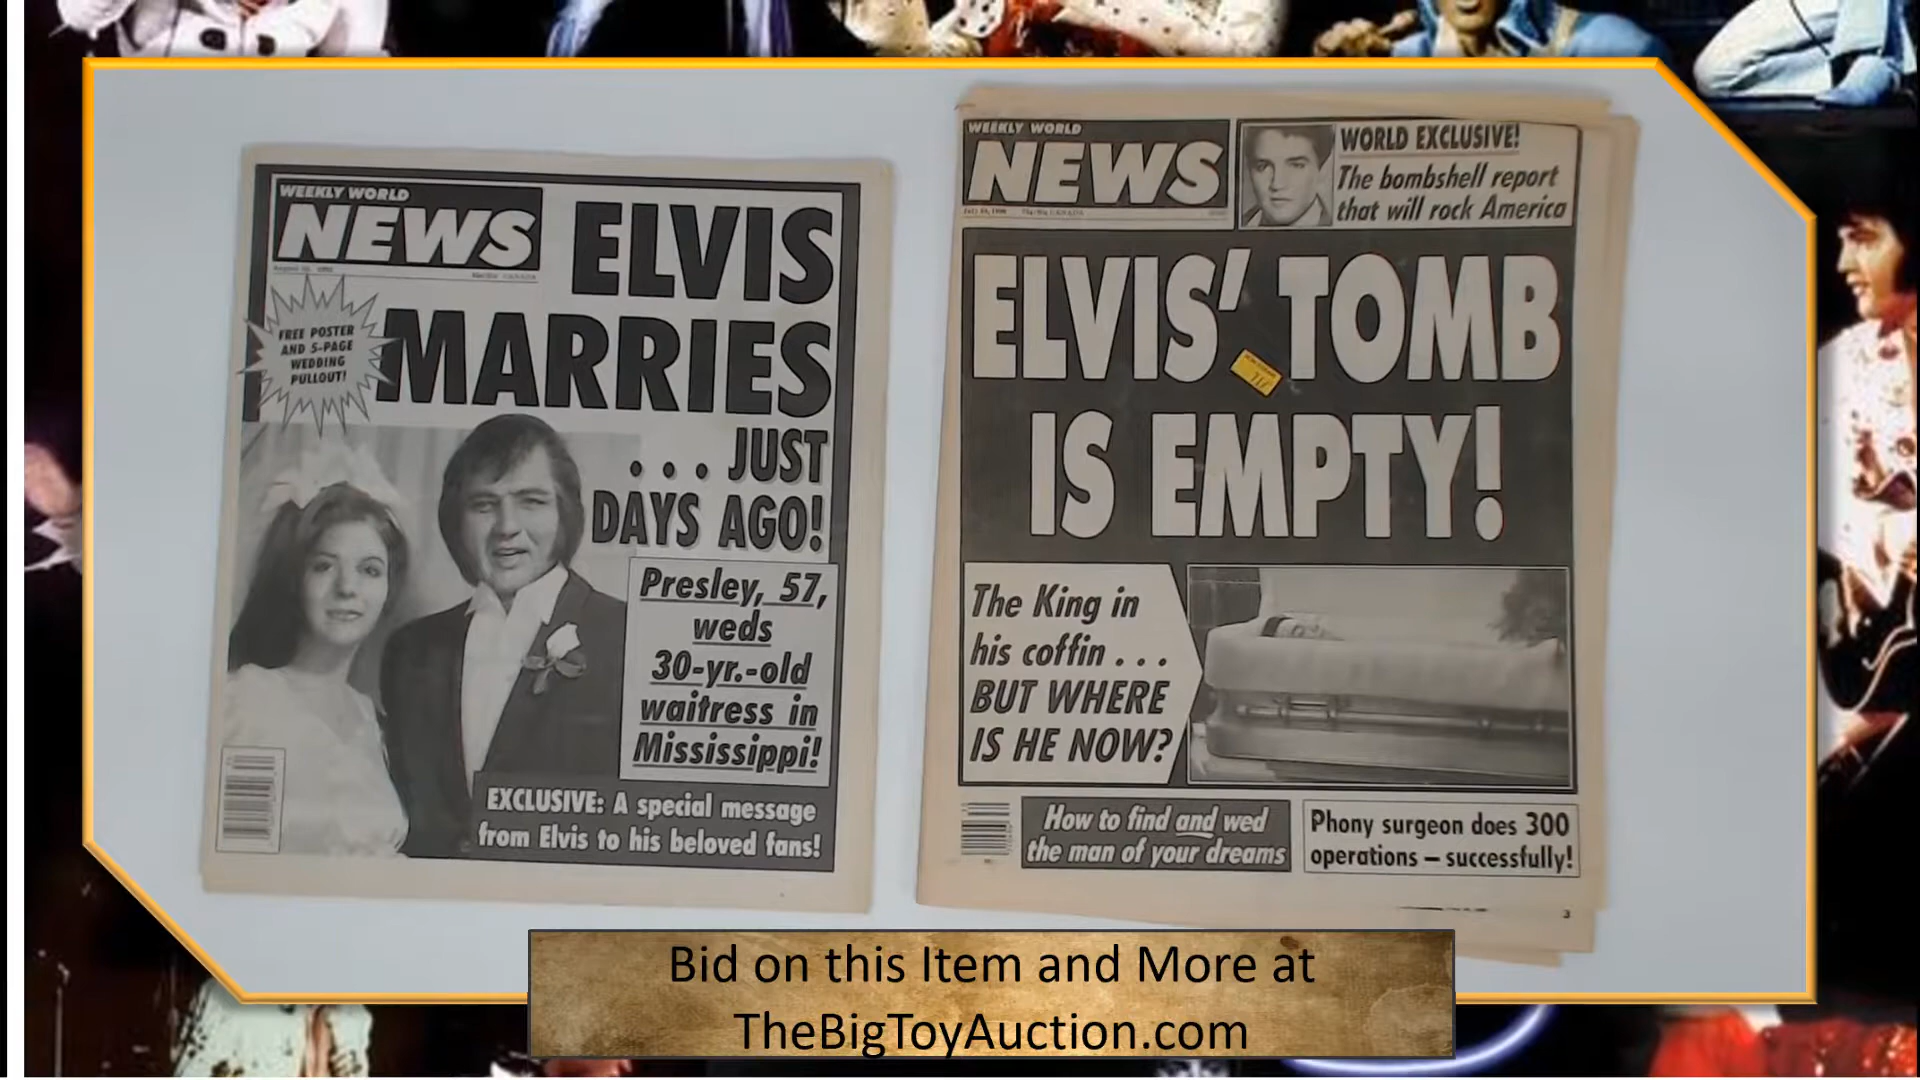 WEEKLY WORLD
NEWS
ELVIS
MARRIES
. . . JUST
DAYS AGO!
FREE POSTER
AND 5-PAGE
WEDDING
PULLOUT!
Presley, 57,
weds
30-yr.-old
waitress in
Mississippi!
EXCLUSIVE: A special message
from Elvis to his beloved fans!
WEEKLY WORLD
NEWS
WORLD EXCLUSIVE!
The bombshell report
that will rock America
ELVIS' TOMB
IS EMPTY!
The King in
his coffin . . .
BUT WHERE
IS HE NOW?
How to find and wed
the man of your dreams
Phony surgeon does 300
operations – successfully!
3
Bid on this Item and More at
TheBigToyAuction.com